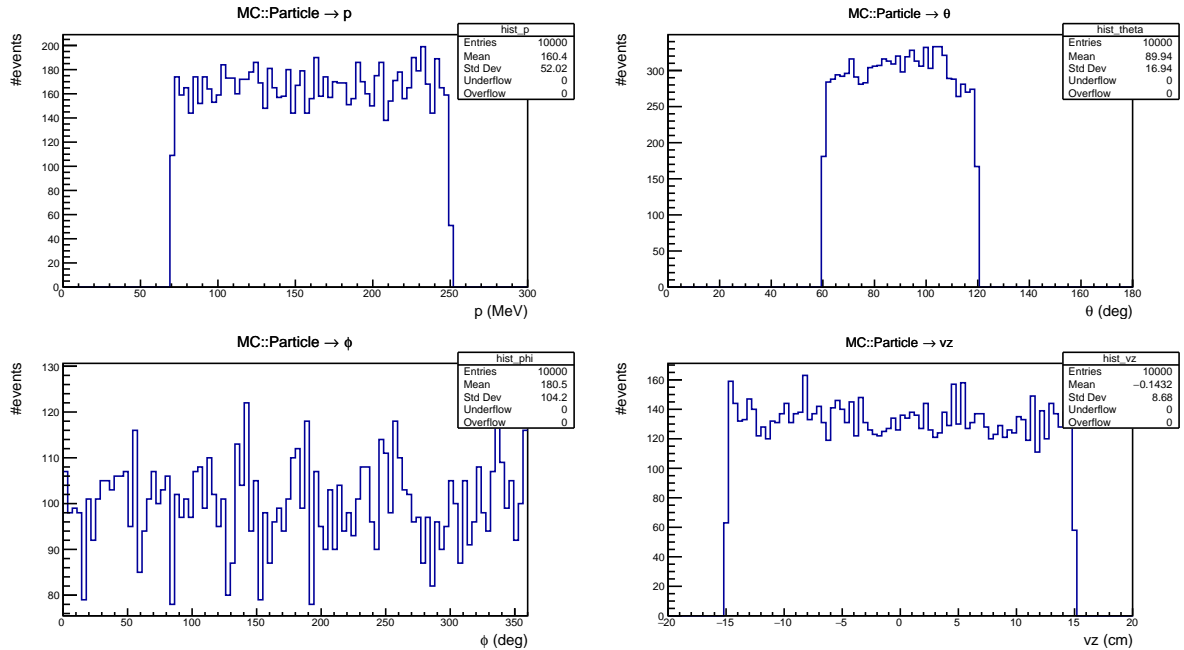 MC::Particle → p
#events
hist_p
Entries 10000
Mean 160.4
Std Dev 52.02
Underflow 0
Overflow 0
200
180
160
140
120
100
80
60
40
20
0
0 50 100 150 200 250 300
p (MeV)
MC::Particle → θ
#events
hist_theta
Entries 10000
Mean 89.94
Std Dev 16.94
Underflow 0
Overflow 0
300
250
200
150
100
50
0
0 20 40 60 80 100 120 140 160 180
θ (deg)
MC::Particle → ϕ
#events
hist_phi
Entries 10000
Mean 180.5
Std Dev 104.2
Underflow 0
Overflow 0
130
120
110
100
90
80
0 50 100 150 200 250 300 350
ϕ (deg)
MC::Particle → vz
#events
hist_vz
Entries 10000
Mean −0.1432
Std Dev 8.68
Underflow 0
Overflow 0
160
140
120
100
80
60
40
20
0
−20 −15 −10 −5 0 5 10 15 20
vz (cm)